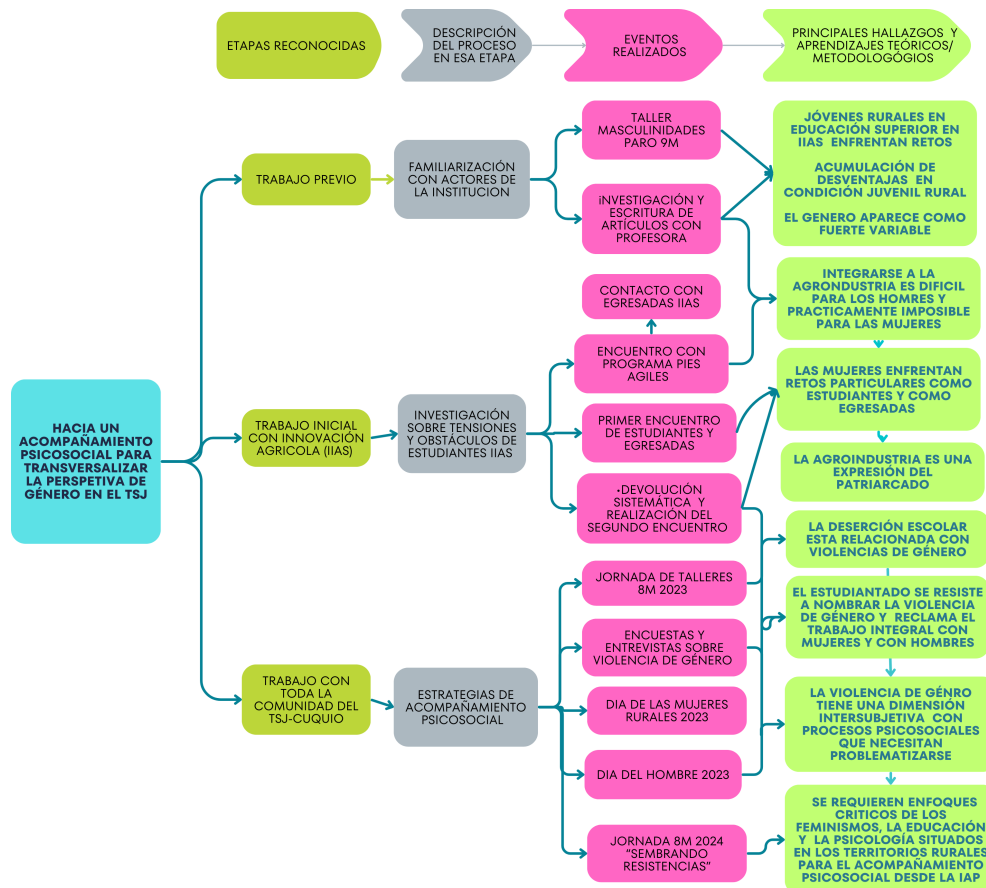 ETAPAS RECONOCIDAS
DESCRIPCIÓN
DEL PROCESO
EN ESA ETAPA
EVENTOS
REALIZADOS
PRINCIPALES HALLAZGOS Y
APRENDIZAJES TEÓRICOS/
METODOLOGÓGIOS
HACIA UN
ACOMPAÑAMIENTO
PSICOSOCIAL PARA
TRANSVERSALIZAR
LA PERSPETIVA DE
GÉNERO EN EL TSJ
TRABAJO PREVIO
FAMILIARIZACIÓN
CON ACTORES DE
LA INSTITUCION
TALLER
MASCULINIDADES
PARO 9M
iNVESTIGACIÓN Y
ESCRITURA DE
ARTÍCULOS CON
PROFESORA
JÓVENES RURALES EN
EDUCACIÓN SUPERIOR EN
IIAS ENFRENTAN RETOS
ACUMULACIÓN DE
DESVENTAJAS EN
CONDICIÓN JUVENIL RURAL
EL GENERO APARECE COMO
FUERTE VARIABLE
TRABAJO INICIAL
CON INNOVACIÓN
AGRICOLA (IIAS)
INVESTIGACIÓN
SOBRE TENSIONES
Y OBSTÁCULOS DE
ESTUDIANTES IIAS
CONTACTO CON
EGRESADAS IIAS
ENCUENTRO CON
PROGRAMA PIES
AGILES
PRIMER ENCUENTRO
DE ESTUDIANTES Y
EGRESADAS
•DEVOLUCIÓN
SISTEMÁTICA Y
REALIZACIÓN DEL
SEGUNDO ENCUENTRO
INTEGRARSE A LA
AGRONDUSTRIA ES DIFICIL
PARA LOS HOMRES Y
PRACTICAMENTE IMPOSIBLE
PARA LAS MUJERES
LAS MUJERES ENFRENTAN
RETOS PARTICULARES COMO
ESTUDIANTES Y COMO
EGRESADAS
LA AGROINDUSTRIA ES UNA
EXPRESIÓN DEL
PATRIARCADO
TRABAJO CON
TODA LA
COMUNIDAD DEL
TSJ-CUQUIO
ESTRATEGIAS DE
ACOMPAÑAMIENTO
PSICOSOCIAL
JORNADA DE TALLERES
8M 2023
ENCUESTAS Y
ENTREVISTAS SOBRE
VIOLENCIA DE GÉNERO
DIA DE LAS MUJERES
RURALES 2023
DIA DEL HOMBRE 2023
JORNADA 8M 2024
"SEMBRANDO
RESISTENCIAS"
LA DESERCIÓN ESCOLAR
ESTA RELACIONADA CON
VIOLENCIAS DE GÉNERO
EL ESTUDIANTADO SE RESISTE
A NOMBRAR LA VIOLENCIA
DE GÉNERO Y RECLAMA EL
TRABAJO INTEGRAL CON
MUJERES Y CON HOMBRES
LA VIOLENCIA DE GÉNRO
TIENE UNA DIMENSIÓN
INTERSUBJETIVA CON
PROCESOS PSICOSOCIALES
QUE NECESITAN
PROBLEMATIZARSE
SE REQUIEREN ENFOQUES
CRITICOS DE LOS
FEMINISMOS, LA EDUCACIÓN
Y LA PSICOLOGÍA SITUADOS
EN LOS TERRITORIOS RURALES
PARA EL ACOMPAÑAMIENTO
PSICOSOCIAL DESDE LA IAP